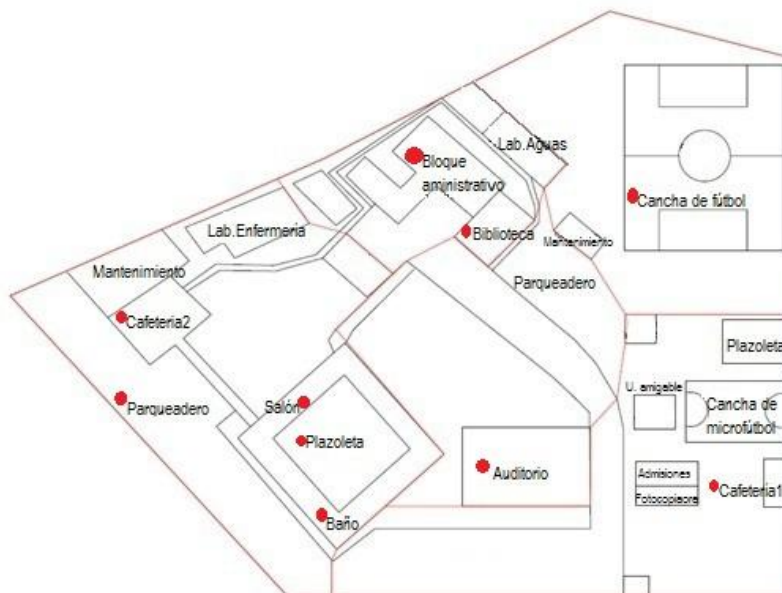 Lab.Aguas
Bloque
aministrativo
Cancha de fútbol
Lab.Enfermeria
Biblioteca
Mantenimiento
Mantenimiento
Parqueadero
Cafeteria2
Plazoleta
U. amigable
Parqueadero
Salón
Cancha de
microfútbol
Plazoleta
Auditorio
Admisiones
Cafeteria1
Fotocopiaora
Baño